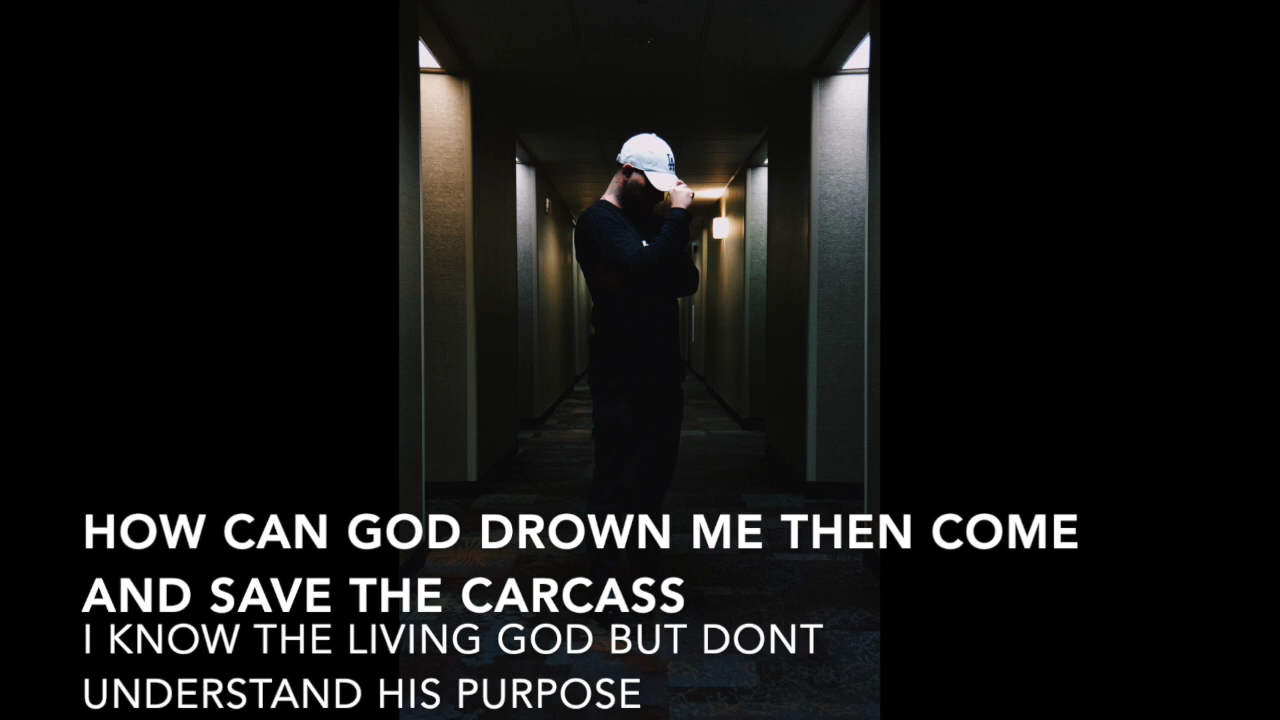 HOW CAN GOD DROWN ME THEN COME
AND SAVE THE CARCASS
I KNOW THE LIVING GOD BUT DONT
UNDERSTAND HIS PURPOSE